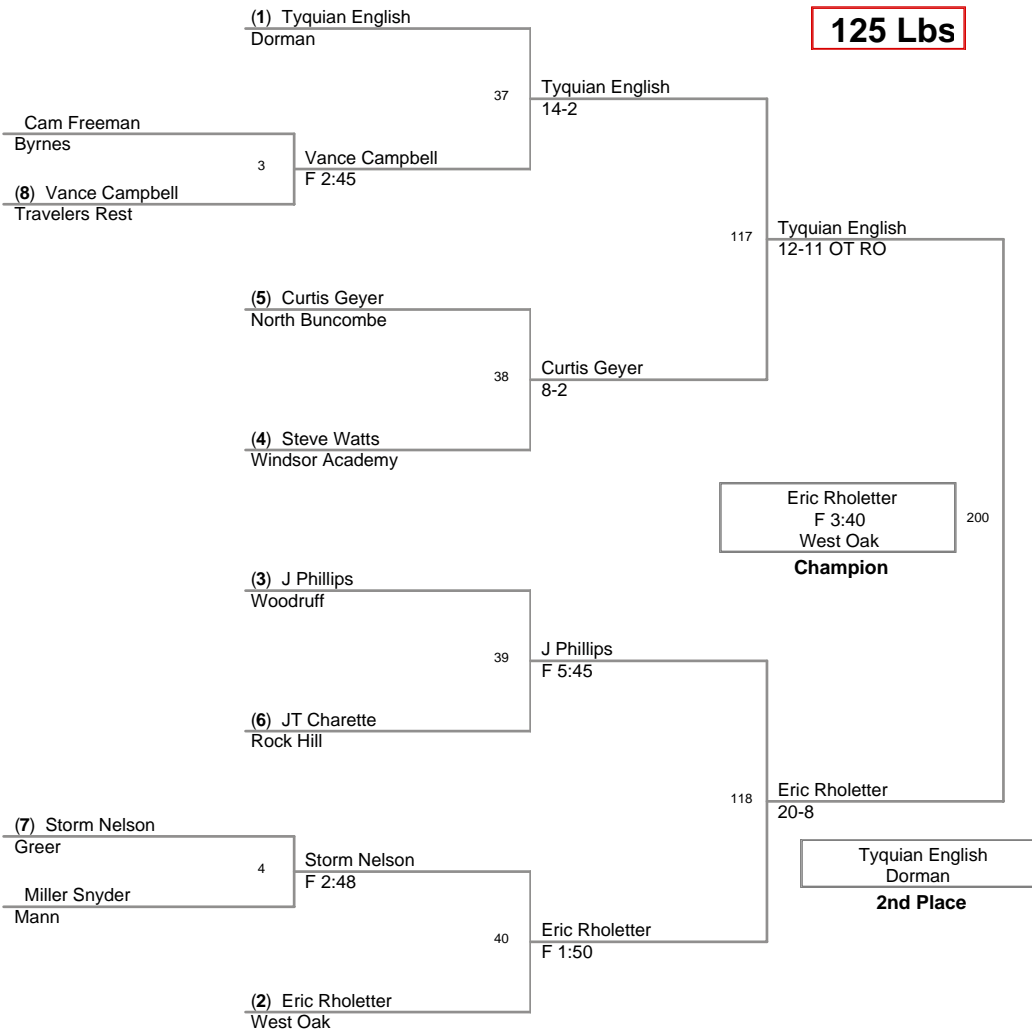 125 Lbs
(1) Tyquian English
Dorman
37
Tyquian English
14-2
Cam Freeman
Byrnes
3
Vance Campbell
F 2:45
(8) Vance Campbell
Travelers Rest
117
Tyquian English
12-11 OT RO
(5) Curtis Geyer
North Buncombe
38
Curtis Geyer
8-2
(4) Steve Watts
Windsor Academy
Eric Rholetter
F 3:40
West Oak
200
Champion
(3) J Phillips
Woodruff
39
J Phillips
F 5:45
(6) JT Charette
Rock Hill
118
Eric Rholetter
20-8
(7) Storm Nelson
Greer
4
Storm Nelson
F 2:48
Miller Snyder
Mann
Tyquian English
Dorman
2nd Place
40
Eric Rholetter
F 1:50
(2) Eric Rholetter
West Oak